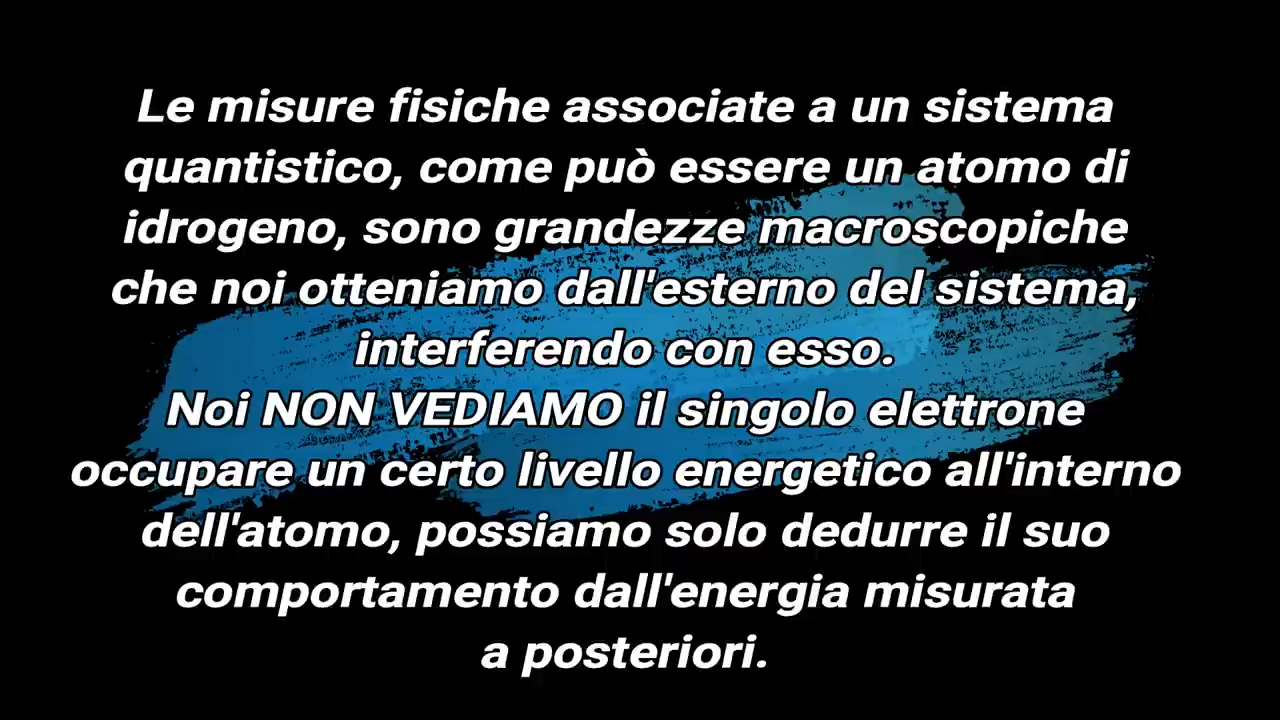 Le misure fisiche associate a un sistema
quantistico, come può essere un atomo di
idrogeno, sono grandezze macroscopiche
che noi otteniamo dall'esterno del sistema,
interferendo con esso.
Noi NON VEDIAMO il singolo elettrone
occupare un certo livello energetico all'interno
dell'atomo, possiamo solo dedurre il suo
comportamento dall'energia misurata
a posteriori.